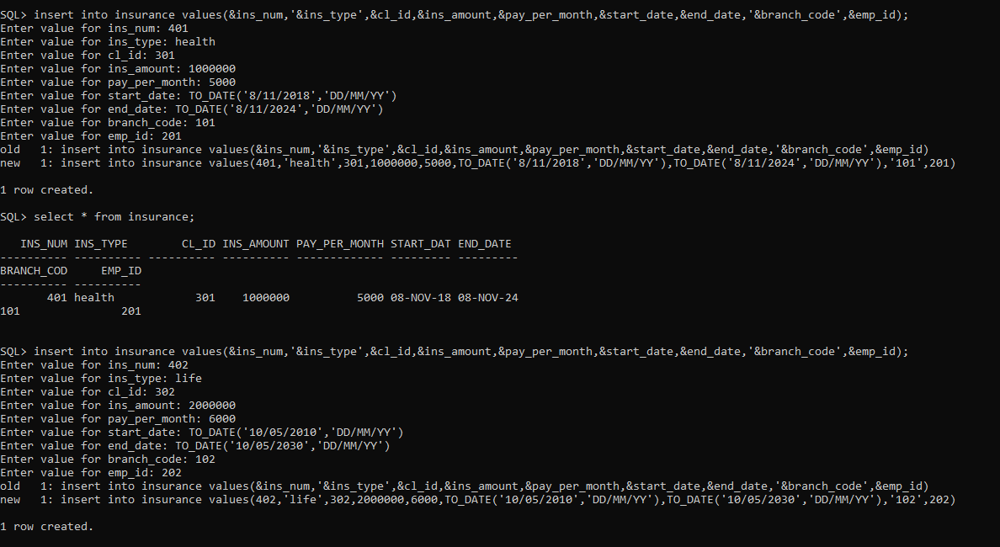 SQL> insert into insurance values(&ins_num,'&ins_type',&cl_id,&ins_amount,&pay_per_month,&start_date,&end_date,'&branch_code',&emp_id);
Enter value for ins_num: 401
Enter value for ins_type: health
Enter value for cl_id: 301
Enter value for ins_amount: 1000000
Enter value for pay_per_month: 5000
Enter value for start_date: TO_DATE('8/11/2018','DD/MM/YY')
Enter value for end_date: TO_DATE('8/11/2024','DD/MM/YY')
Enter value for branch_code: 101
Enter value for emp_id: 201
old   1: insert into insurance values(&ins_num,'&ins_type',&cl_id,&ins_amount,&pay_per_month,&start_date,&end_date,'&branch_code',&emp_id)
new   1: insert into insurance values(401,'health',301,1000000,5000,TO_DATE('8/11/2018','DD/MM/YY'),TO_DATE('8/11/2024','DD/MM/YY'),'101',201)

1 row created.

SQL> select * from insurance;

   INS_NUM INS_TYPE        CL_ID INS_AMOUNT PAY_PER_MONTH START_DAT END_DATE
---------- ---------- ---------- ---------- ------------- --------- ---------
BRANCH_COD     EMP_ID
---------- ----------
       401 health            301    1000000          5000 08-NOV-18 08-NOV-24
101               201


SQL> insert into insurance values(&ins_num,'&ins_type',&cl_id,&ins_amount,&pay_per_month,&start_date,&end_date,'&branch_code',&emp_id);
Enter value for ins_num: 402
Enter value for ins_type: life
Enter value for cl_id: 302
Enter value for ins_amount: 2000000
Enter value for pay_per_month: 6000
Enter value for start_date: TO_DATE('10/05/2010','DD/MM/YY')
Enter value for end_date: TO_DATE('10/05/2030','DD/MM/YY')
Enter value for branch_code: 102
Enter value for emp_id: 202
old   1: insert into insurance values(&ins_num,'&ins_type',&cl_id,&ins_amount,&pay_per_month,&start_date,&end_date,'&branch_code',&emp_id)
new   1: insert into insurance values(402,'life',302,2000000,6000,TO_DATE('10/05/2010','DD/MM/YY'),TO_DATE('10/05/2030','DD/MM/YY'),'102',202)

1 row created.